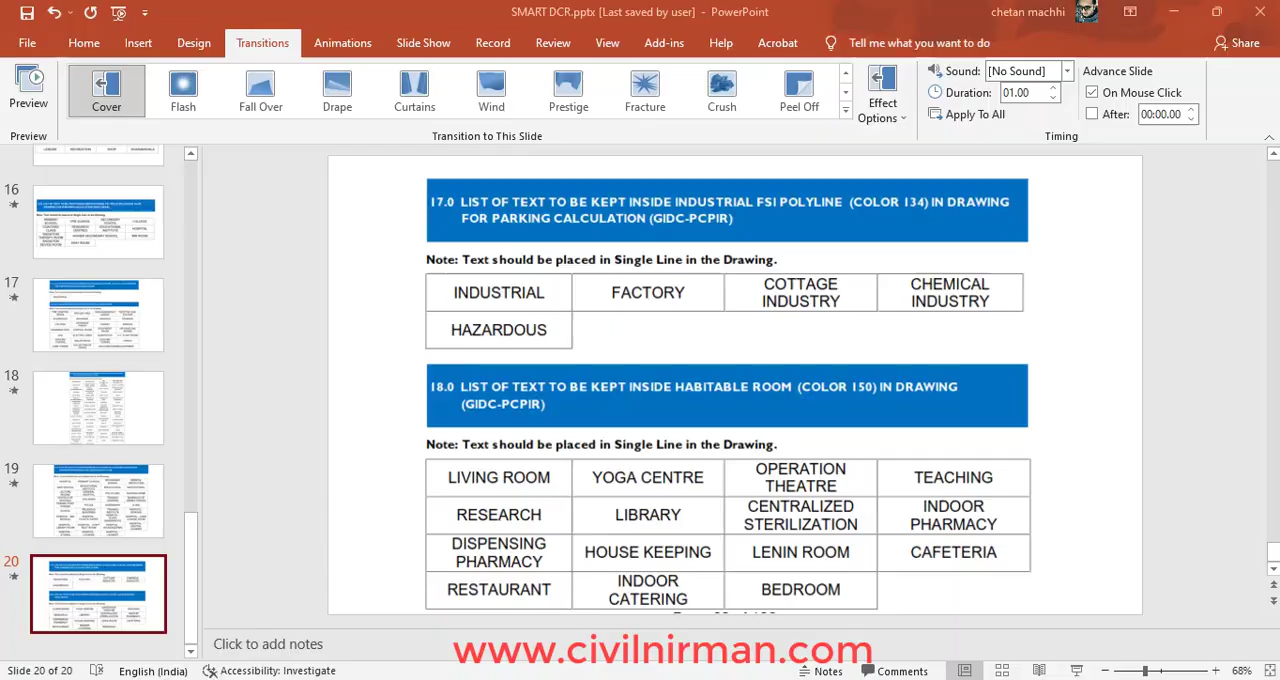 SMART DCR.pptx [Last saved by user] - PowerPoint
chetan machhi
File Home Insert Design Transitions Animations Slide Show Record Review View Add-ins Help Acrobat Tell me what you want to do Share
Preview
Cover Flash Fall Over Drape Curtains Wind Prestige Fracture Crush Peel Off
Effect Options
Sound: [No Sound] Advance Slide
Duration: 01.00 On Mouse Click
Apply To All After: 00:00.00
Preview Transition to This Slide Timing
16
17
18
19
20
17.0 LIST OF TEXT TO BE KEPT INSIDE INDUSTRIAL FSI POLYLINE (COLOR 134) IN DRAWING
FOR PARKING CALCULATION (GIDC-PCPIR)
Note: Text should be placed in Single Line in the Drawing.
INDUSTRIAL FACTORY COTTAGE INDUSTRY CHEMICAL INDUSTRY
HAZARDOUS
18.0 LIST OF TEXT TO BE KEPT INSIDE HABITABLE ROOM (COLOR 150) IN DRAWING
(GIDC-PCPIR)
Note: Text should be placed in Single Line in the Drawing.
LIVING ROOM YOGA CENTRE OPERATION THEATRE TEACHING
RESEARCH LIBRARY CENTRALIZED STERILIZATION INDOOR PHARMACY
DISPENSING PHARMACY HOUSE KEEPING LENIN ROOM CAFETERIA
RESTAURANT INDOOR CATERING BEDROOM
Click to add notes
www.civilnirman.com
Slide 20 of 20 English (India) Accessibility: Investigate Notes Comments 68%